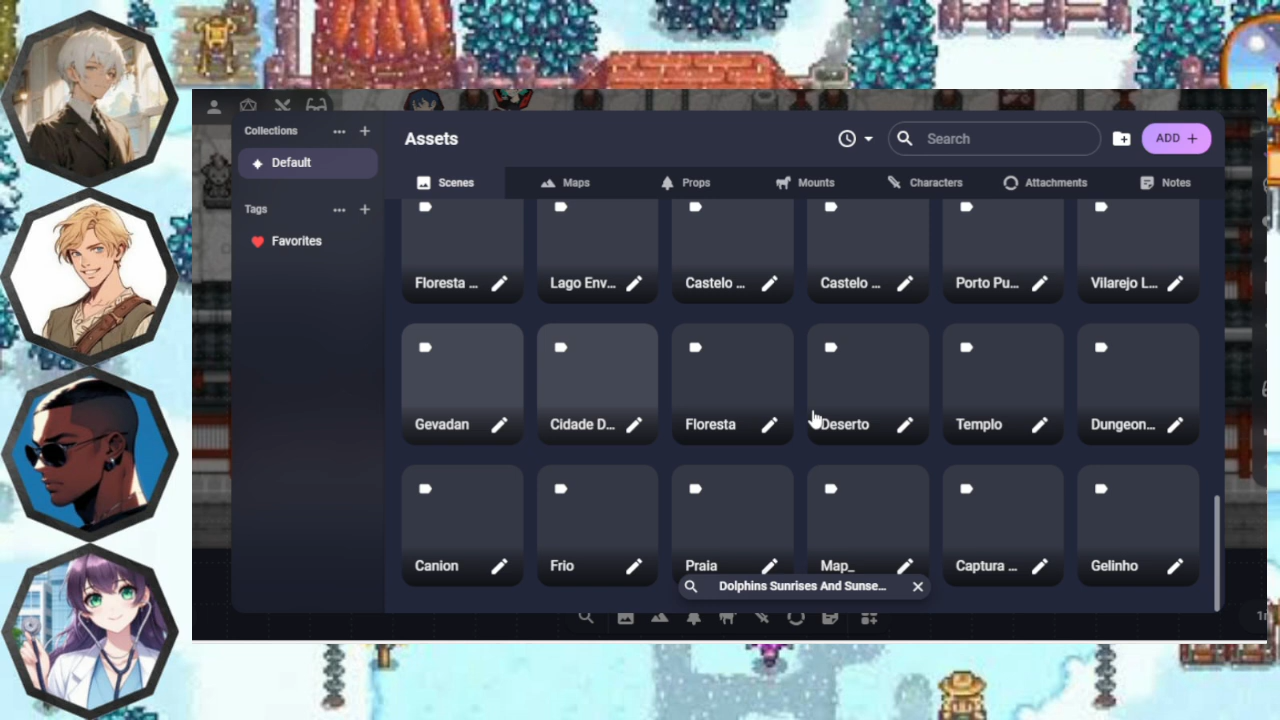 Collections
Assets
Search
ADD +
Default
Scenes
Maps
Props
Mounts
Characters
Attachments
Notes
Tags
Favorites
Floresta ...
Lago Env...
Castelo ...
Castelo ...
Porto Pu...
Vilarejo L...
Gevadan
Cidade D...
Floresta
Deserto
Templo
Dungeon...
Canion
Frio
Praia
Map_
Captura ...
Gelinho
Dolphins Sunrises And Sunse...